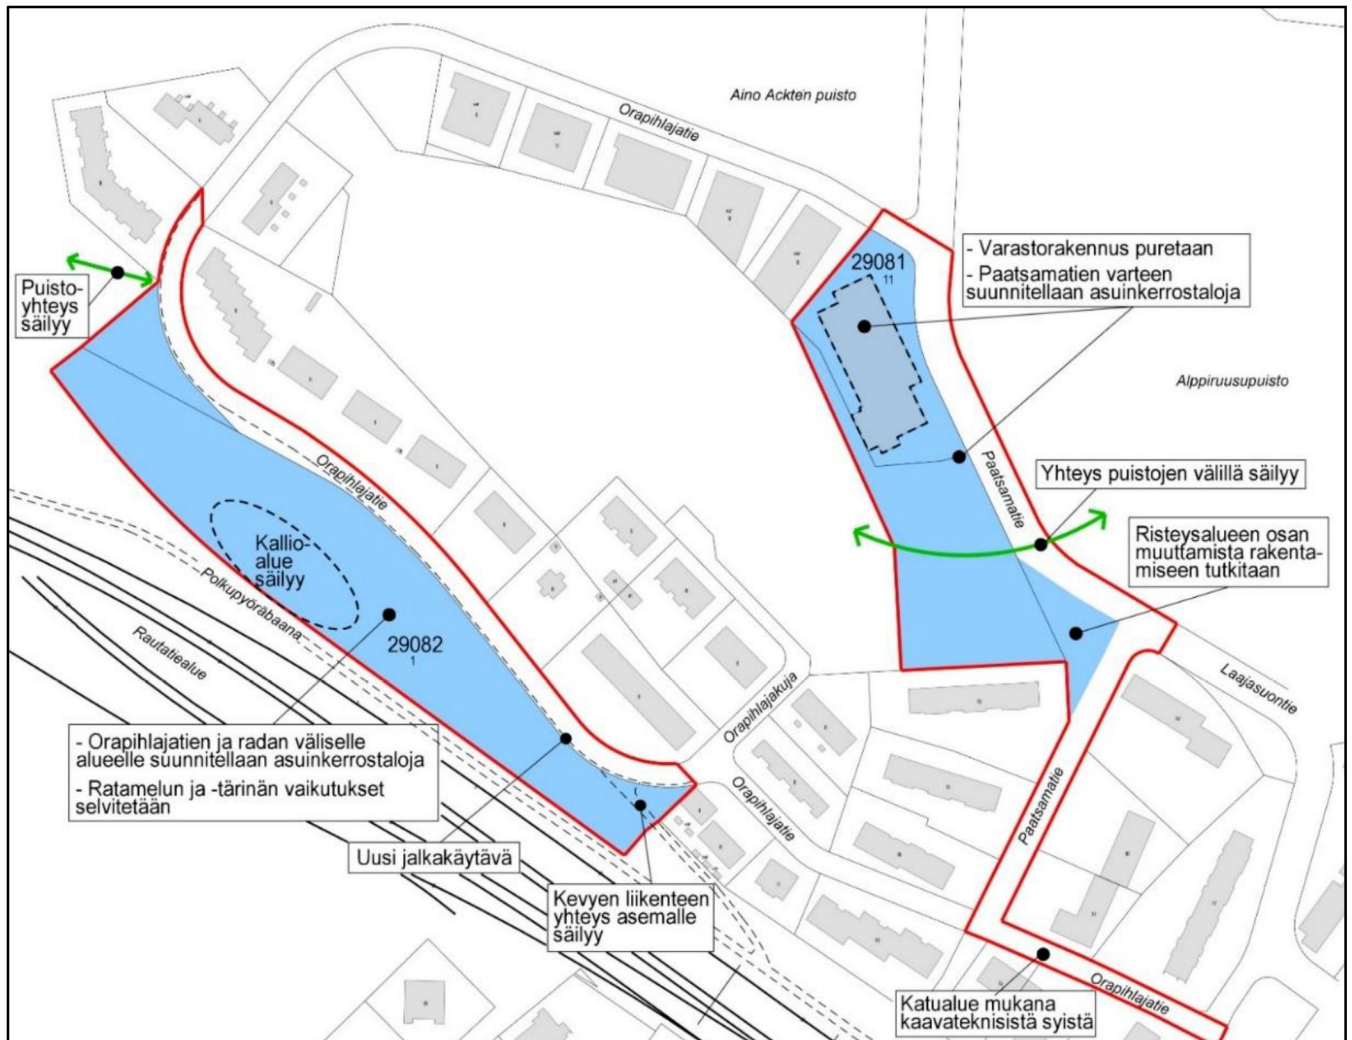 Aino Ackten puisto
Orapihlajatie
- Varastorakennus puretaan
- Paatsamatien varteen
suunnitellaan asuinkerrostaloja
29081
11
Puisto-
yhteys
säilyy
Alppiruusupuisto
Paatsamatie
Yhteys puistojen välillä säilyy
Orapihlajatie
Risteysalueen osan
muuttamista rakenta-
miseen tutkitaan
Kallio-
alue
säilyy
Polkupyöräbaana
Rautatiealue
29082
1
Laajasuontie
Orapihlajakuja
- Orapihlajatien ja radan väliselle
alueelle suunnitellaan asuinkerrostaloja
- Ratamelun ja -tärinän vaikutukset
selvitetään
Orapihlajatie
Paatsamatie
Uusi jalkakäytävä
Kevyen liikenteen
yhteys asemalle
säilyy
Orapihlajatie
Katualue mukana
kaavateknisistä syistä